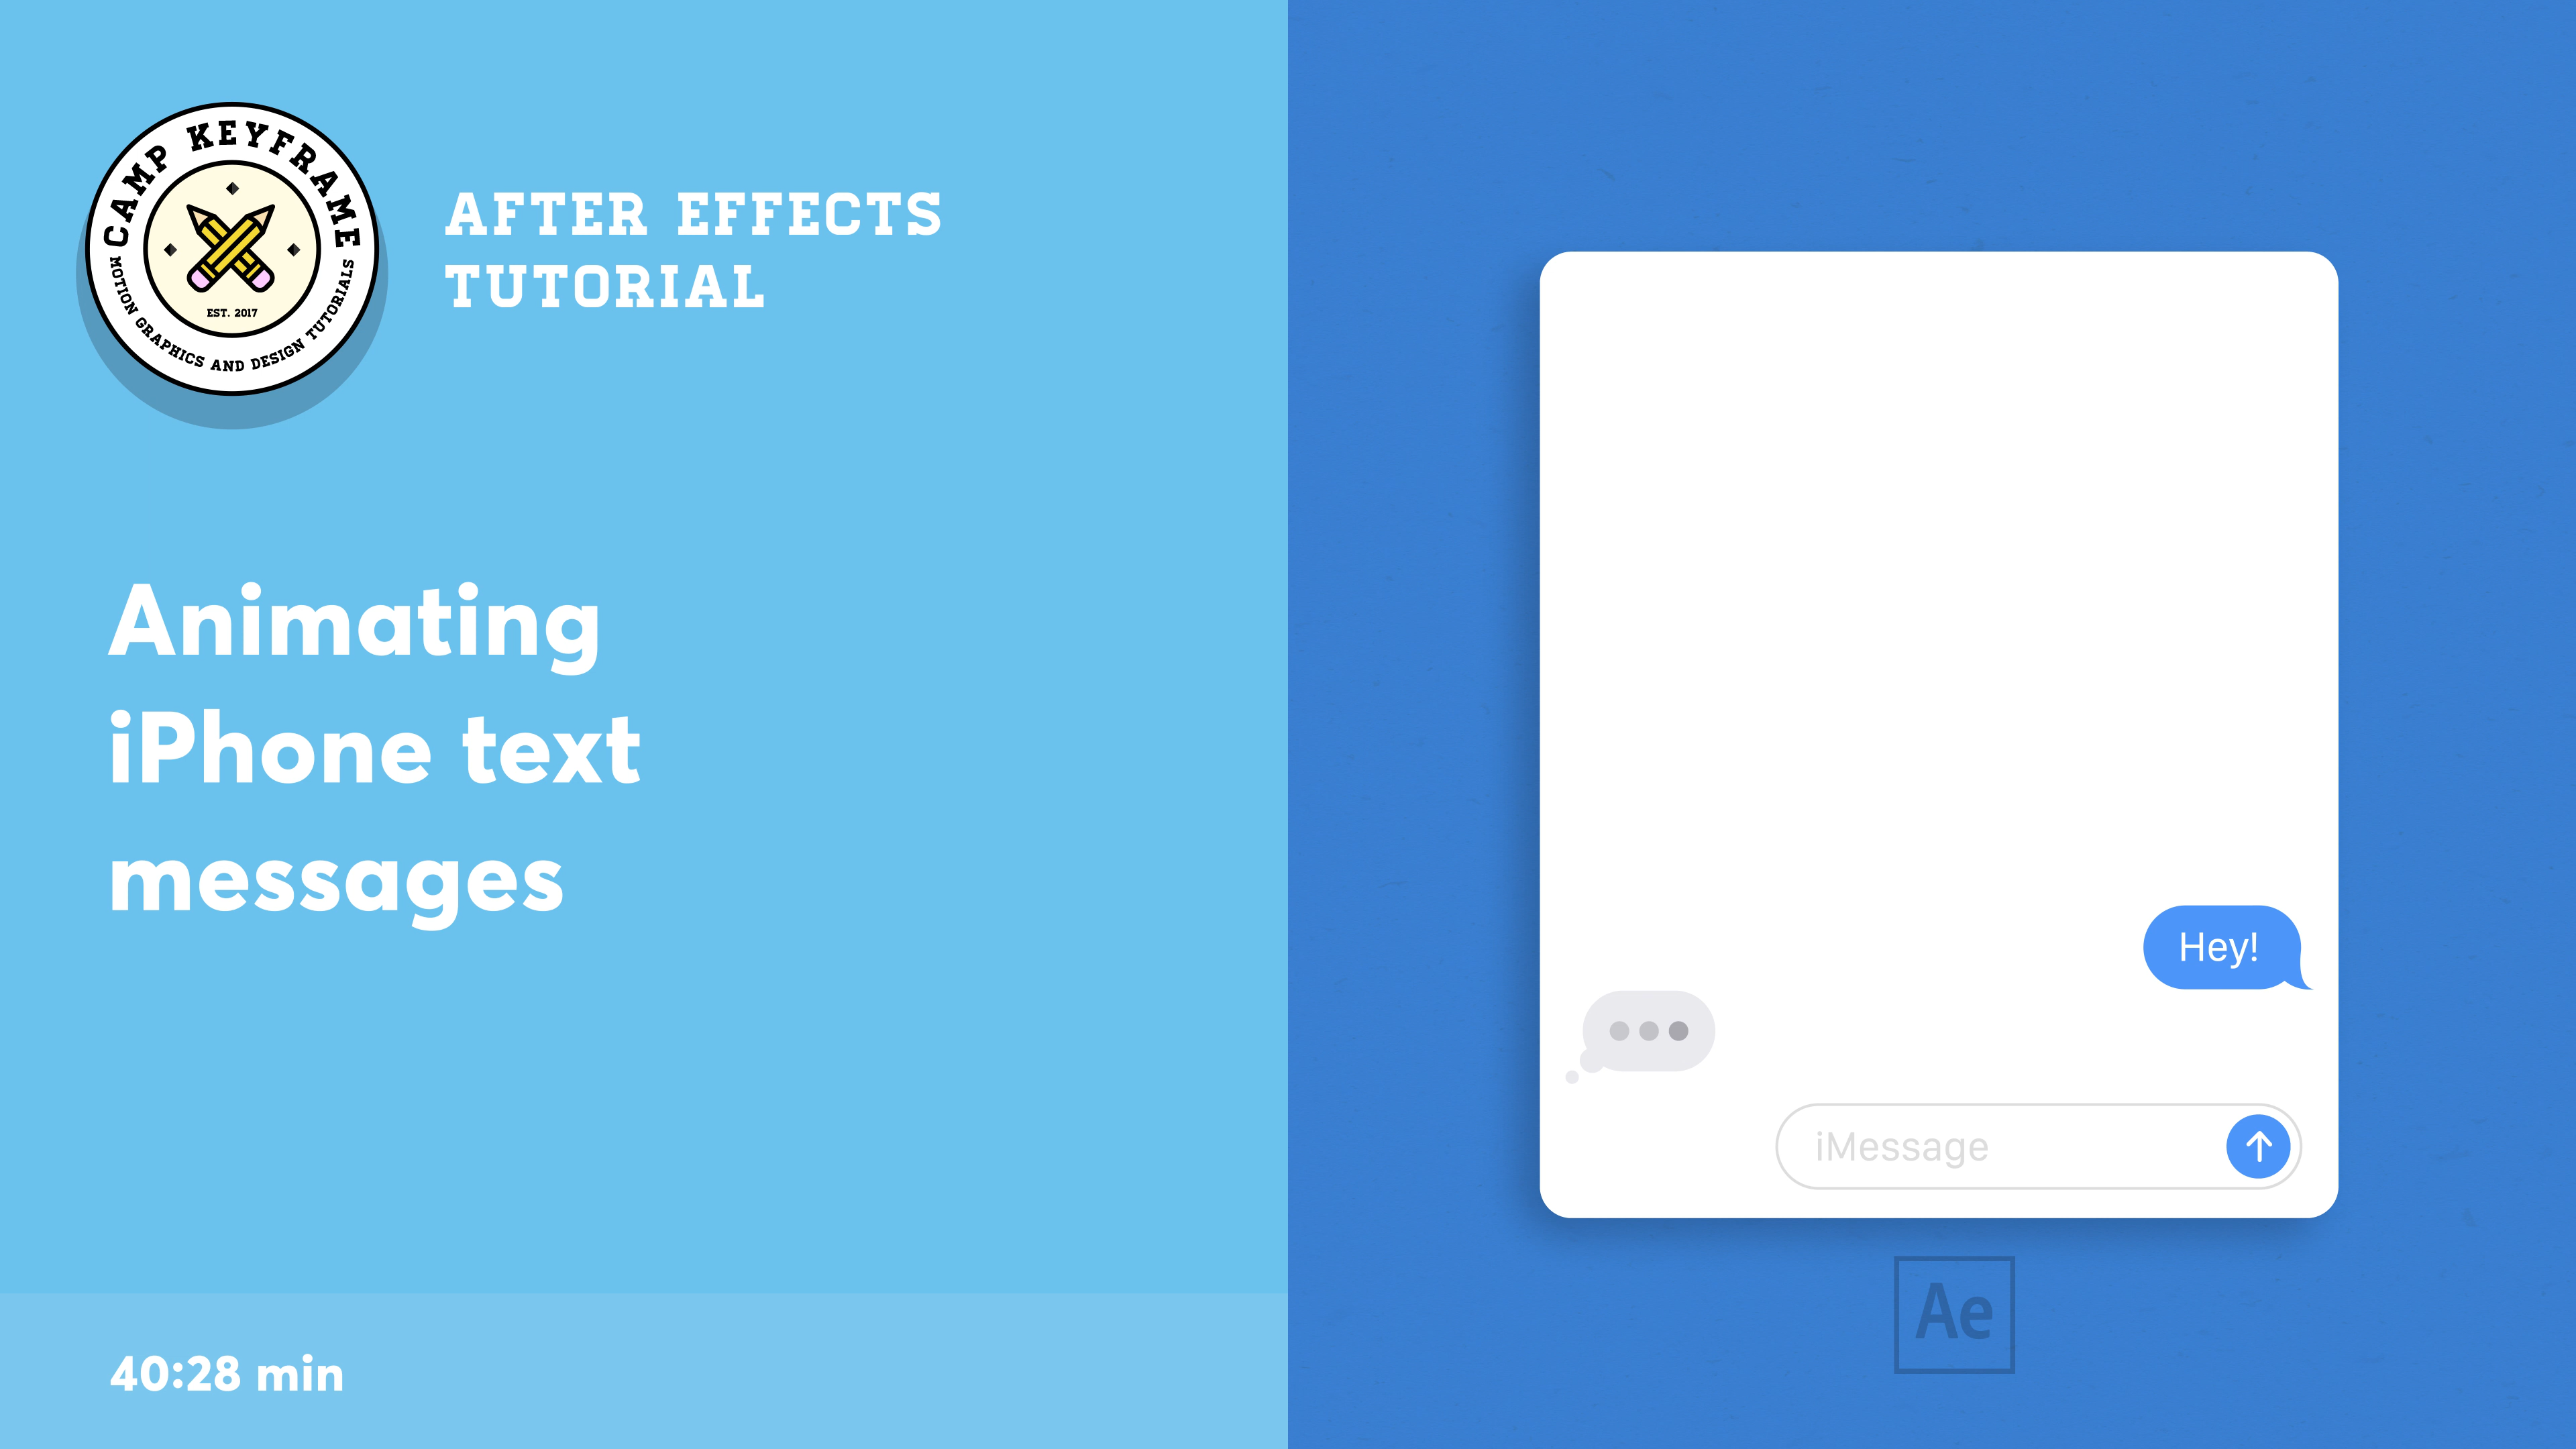 CAMP KEYFRAME
EST. 2017
MOTION GRAPHICS AND DESIGN TUTORIALS
AFTER EFFECTS
TUTORIAL
Animating
iPhone text
messages
40:28 min
Hey!
iMessage
Ae